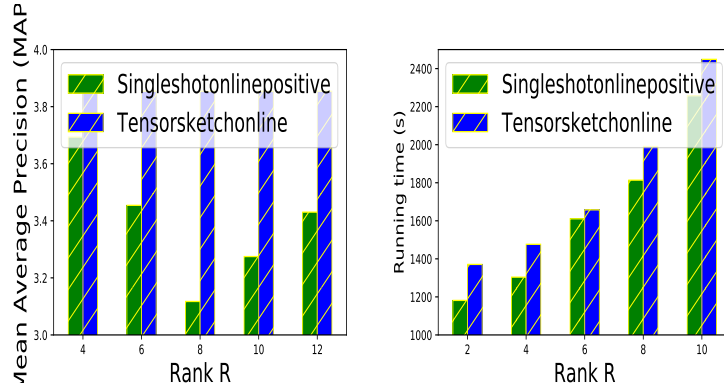 Mean Average Precision (MAP
4.0
3.8
3.6
3.4
3.2
3.0
Singleshotonlinepositive
Tensorsketchonline
4 6 8 10 12
Rank R
Running time (s)
2400
2200
2000
1800
1600
1400
1200
1000
Singleshotonlinepositive
Tensorsketchonline
2 4 6 8 10
Rank R